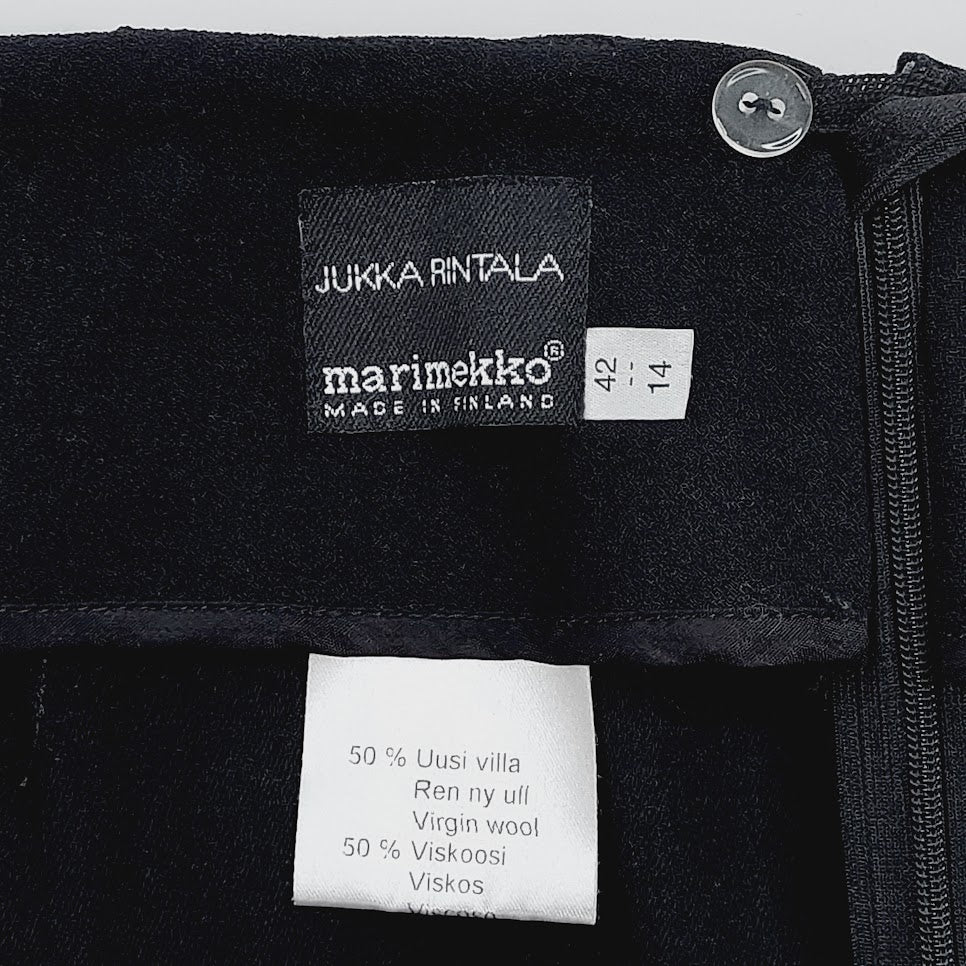 JUKKA RINTALA
marimekko®
MADE IN FINLAND
42
--
14
50 % Uusi villa
Ren ny ull
Virgin wool
50 % Viskoosi
Viskos